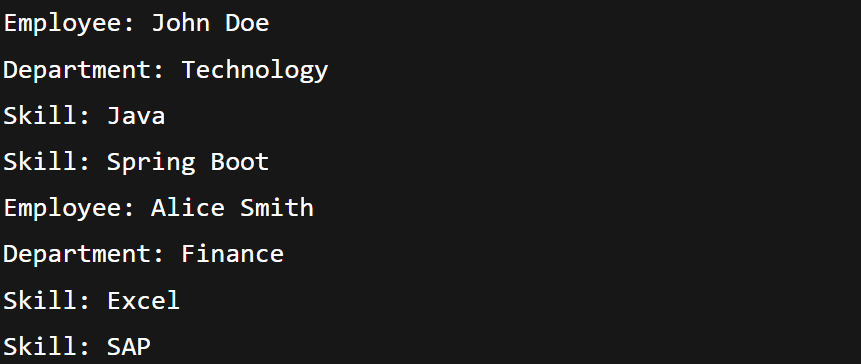 Employee: John Doe
Department: Technology
Skill: Java
Skill: Spring Boot
Employee: Alice Smith
Department: Finance
Skill: Excel
Skill: SAP